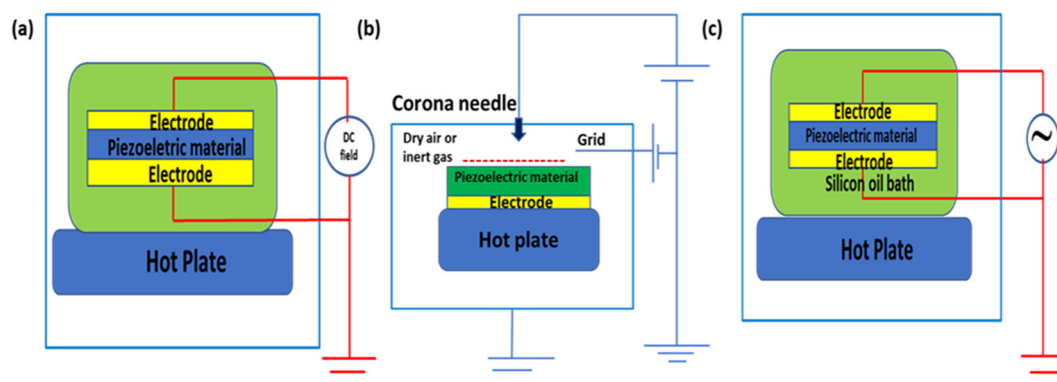 (a)
Electrode
Piezoeletric material
Electrode
DC
field
Hot Plate
(b)
Corona needle
Dry air or
inert gas
Grid
Piezoelectric material
Electrode
Hot plate
(c)
Electrode
Piezoelectric material
Electrode
Silicon oil bath
~
Hot Plate